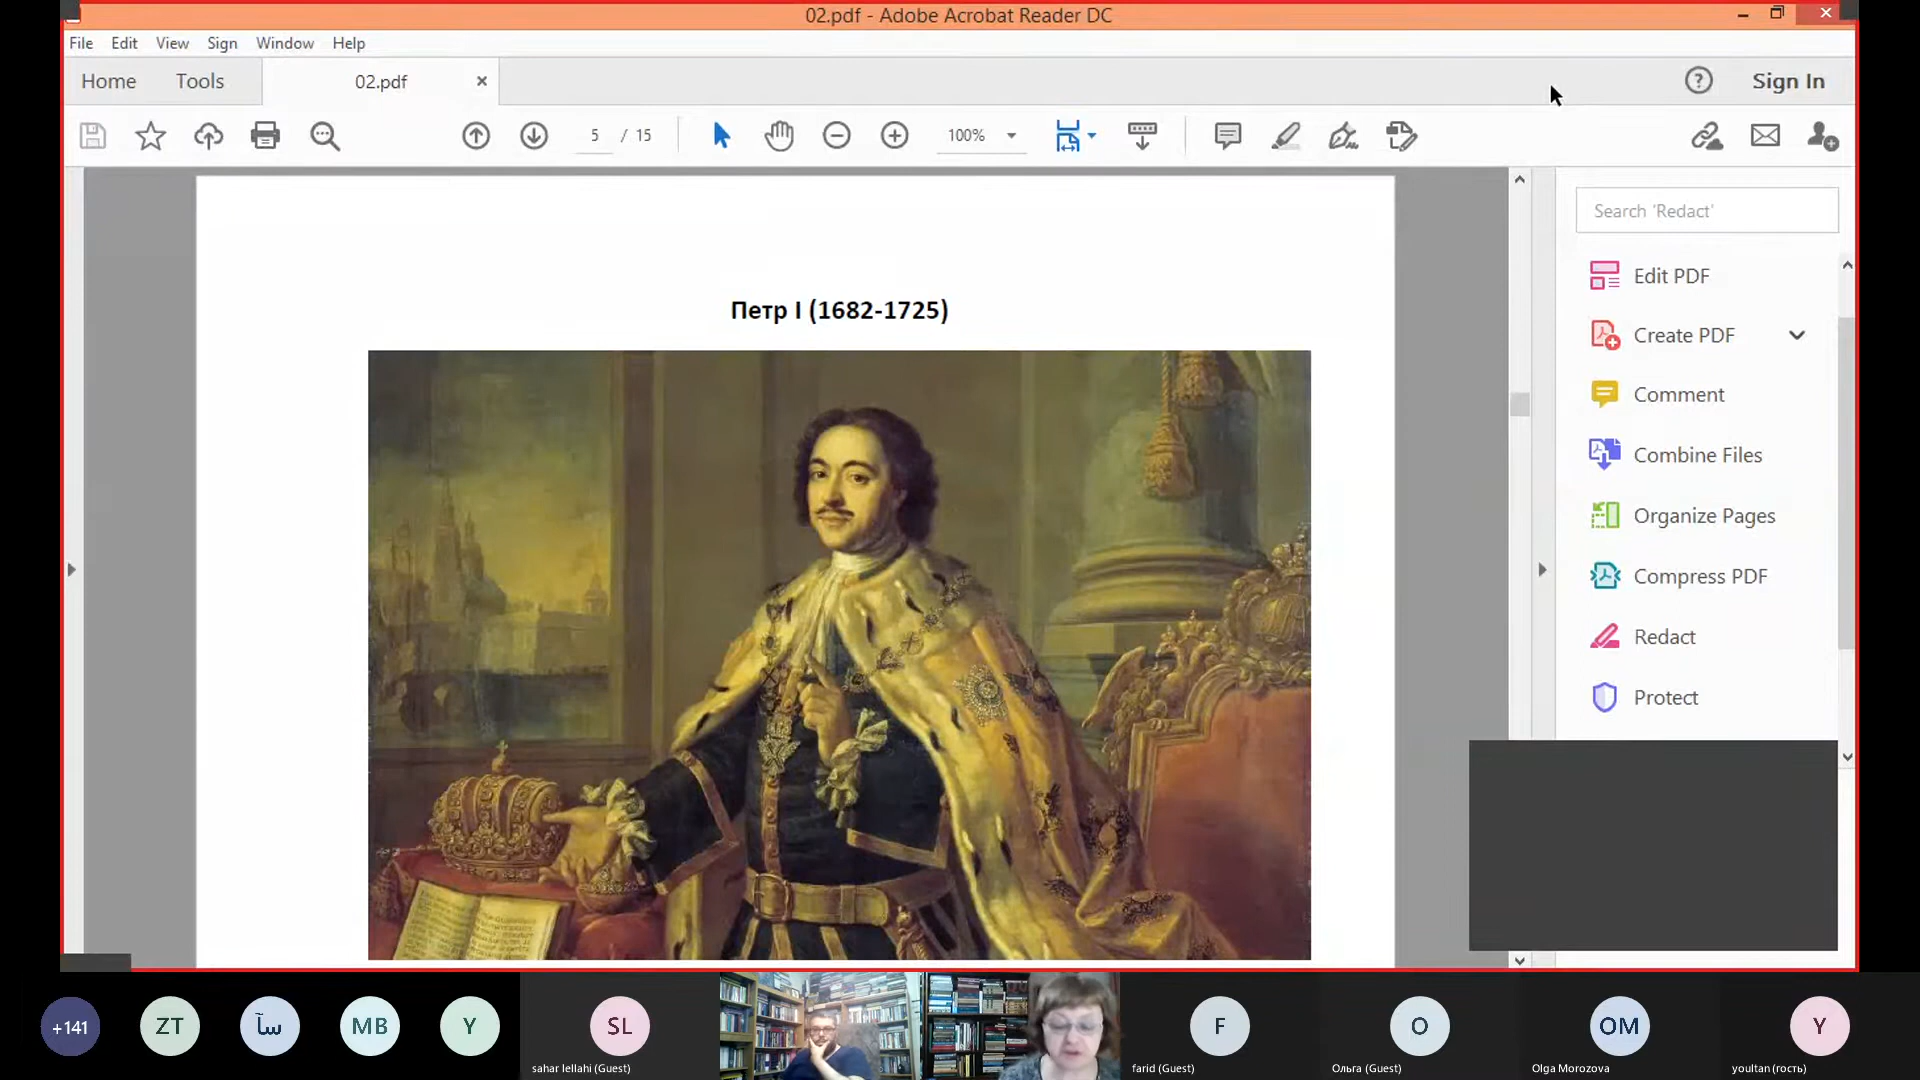 02.pdf - Adobe Acrobat Reader DC
File Edit View Sign Window Help
Home Tools 02.pdf Sign In
5 / 15 100%
Search 'Redact'
Edit PDF
Create PDF
Comment
Combine Files
Organize Pages
Compress PDF
Redact
Protect
Петр I (1682-1725)
+141 ZT سآ MB Y SL F O OM Y
sahar lellahi (Guest) farid (Guest) Ольга (Guest) Olga Morozova youltan (гость)